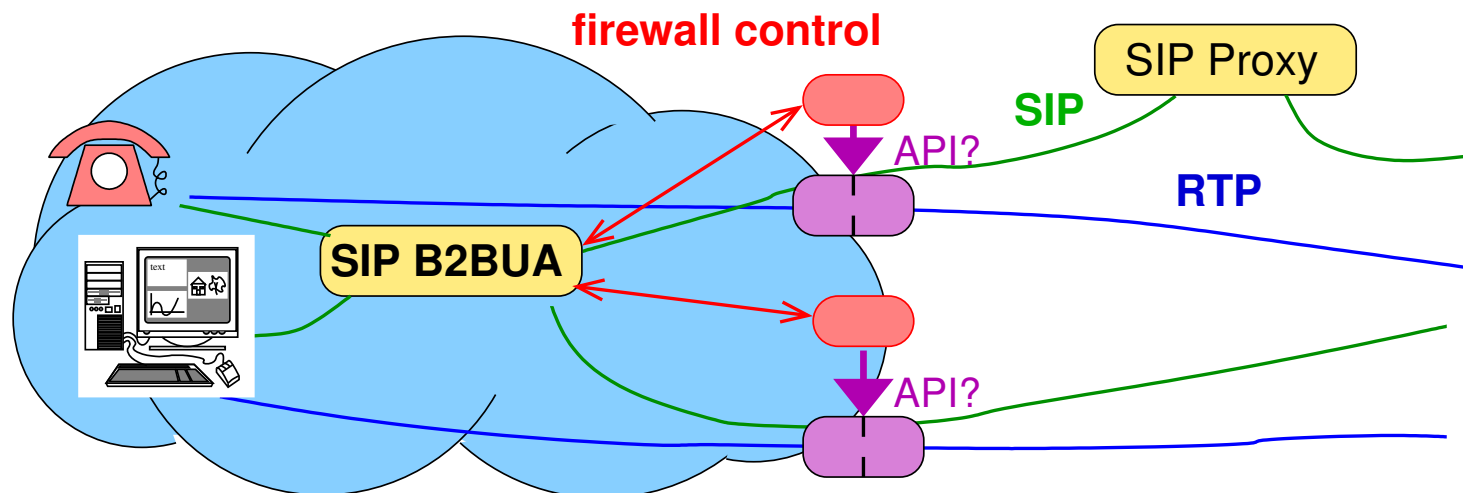 firewall control
SIP Proxy
SIP
API?
RTP
SIP B2BUA
text
API?